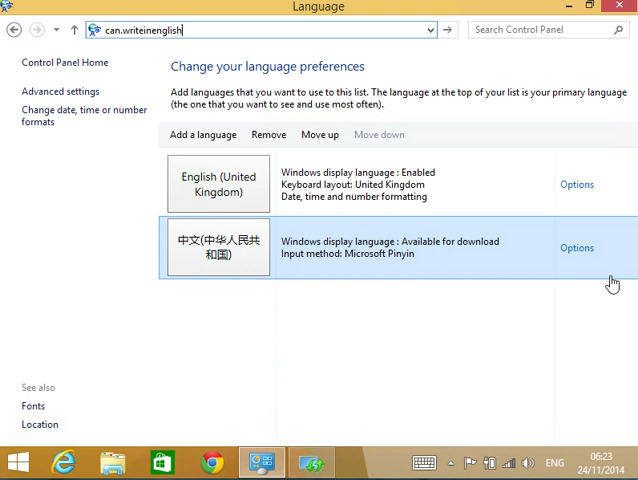 Language
can.writeinenglish
Search Control Panel
Control Panel Home
Advanced settings
Change date, time or number
formats
Change your language preferences
Add languages that you want to use to this list. The language at the top of your list is your primary language
(the one that you want to see and use most often).
Add a language
Remove
Move up
Move down
English (United
Kingdom)
Windows display language : Enabled
Keyboard layout: United Kingdom
Date, time and number formatting
Options
中文(中华人民共
和国)
Windows display language : Available for download
Input method: Microsoft Pinyin
Options
See also
Fonts
Location
ENG
06:23
24/11/2014